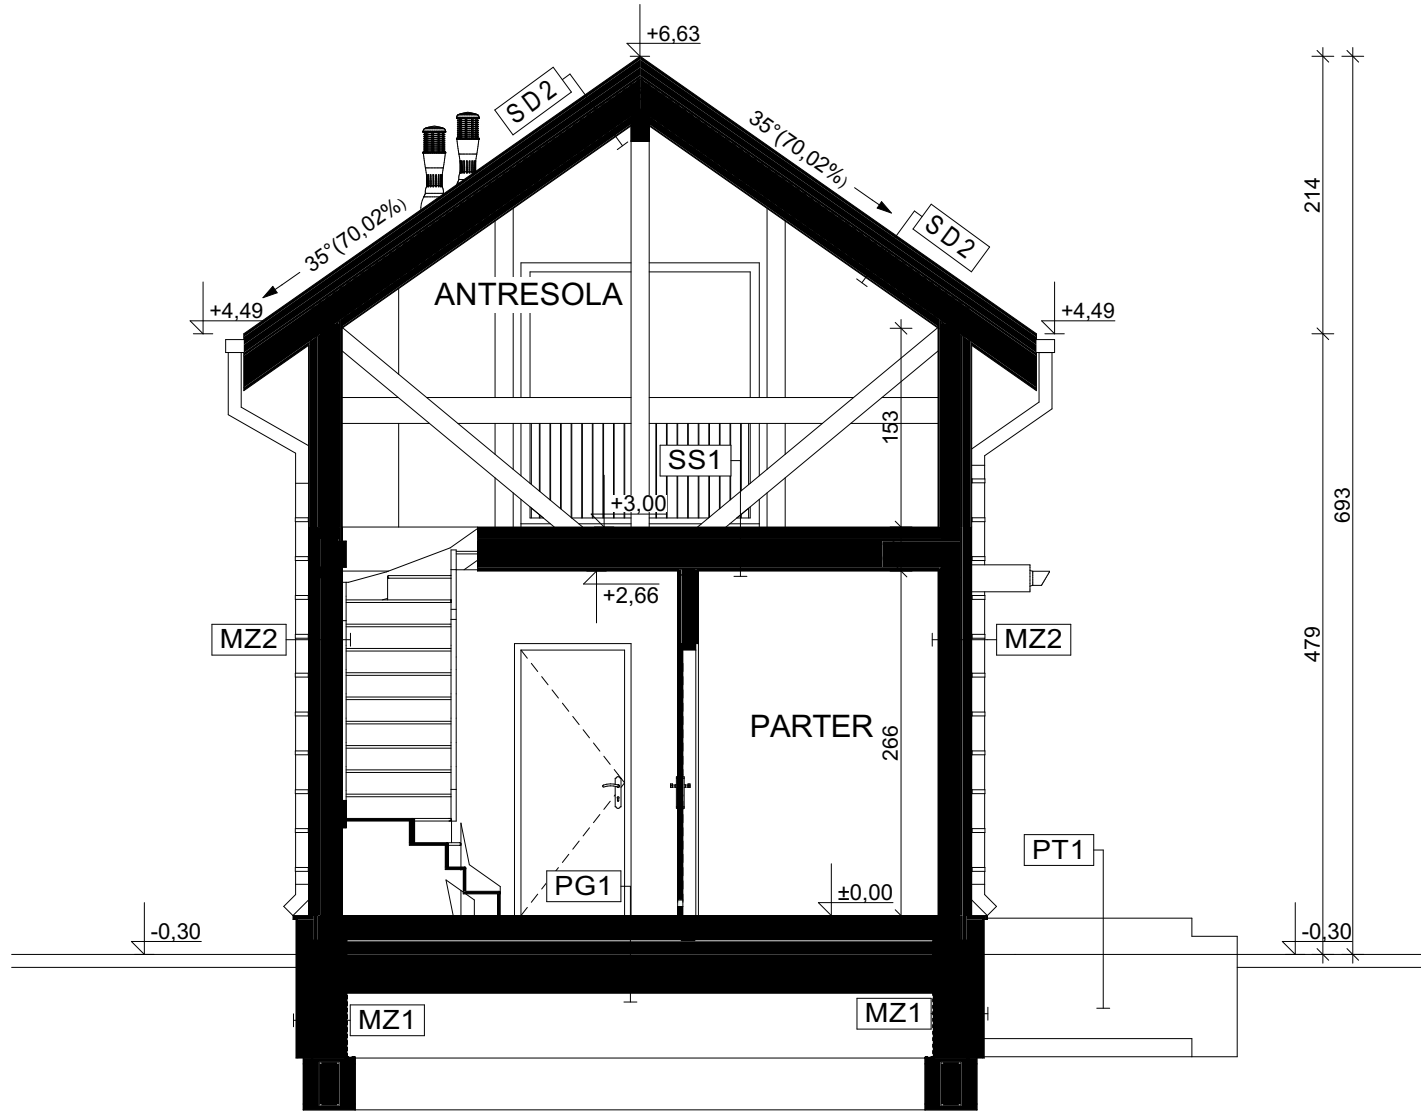 +6,63
SD2
35°(70,02%)
35°(70,02%)
SD2
214
ANTRESOLA
+4,49
+4,49
153
SS1
+3,00
693
+2,66
MZ2
MZ2
479
PARTER
266
PT1
PG1
±0,00
-0,30
-0,30
MZ1
MZ1